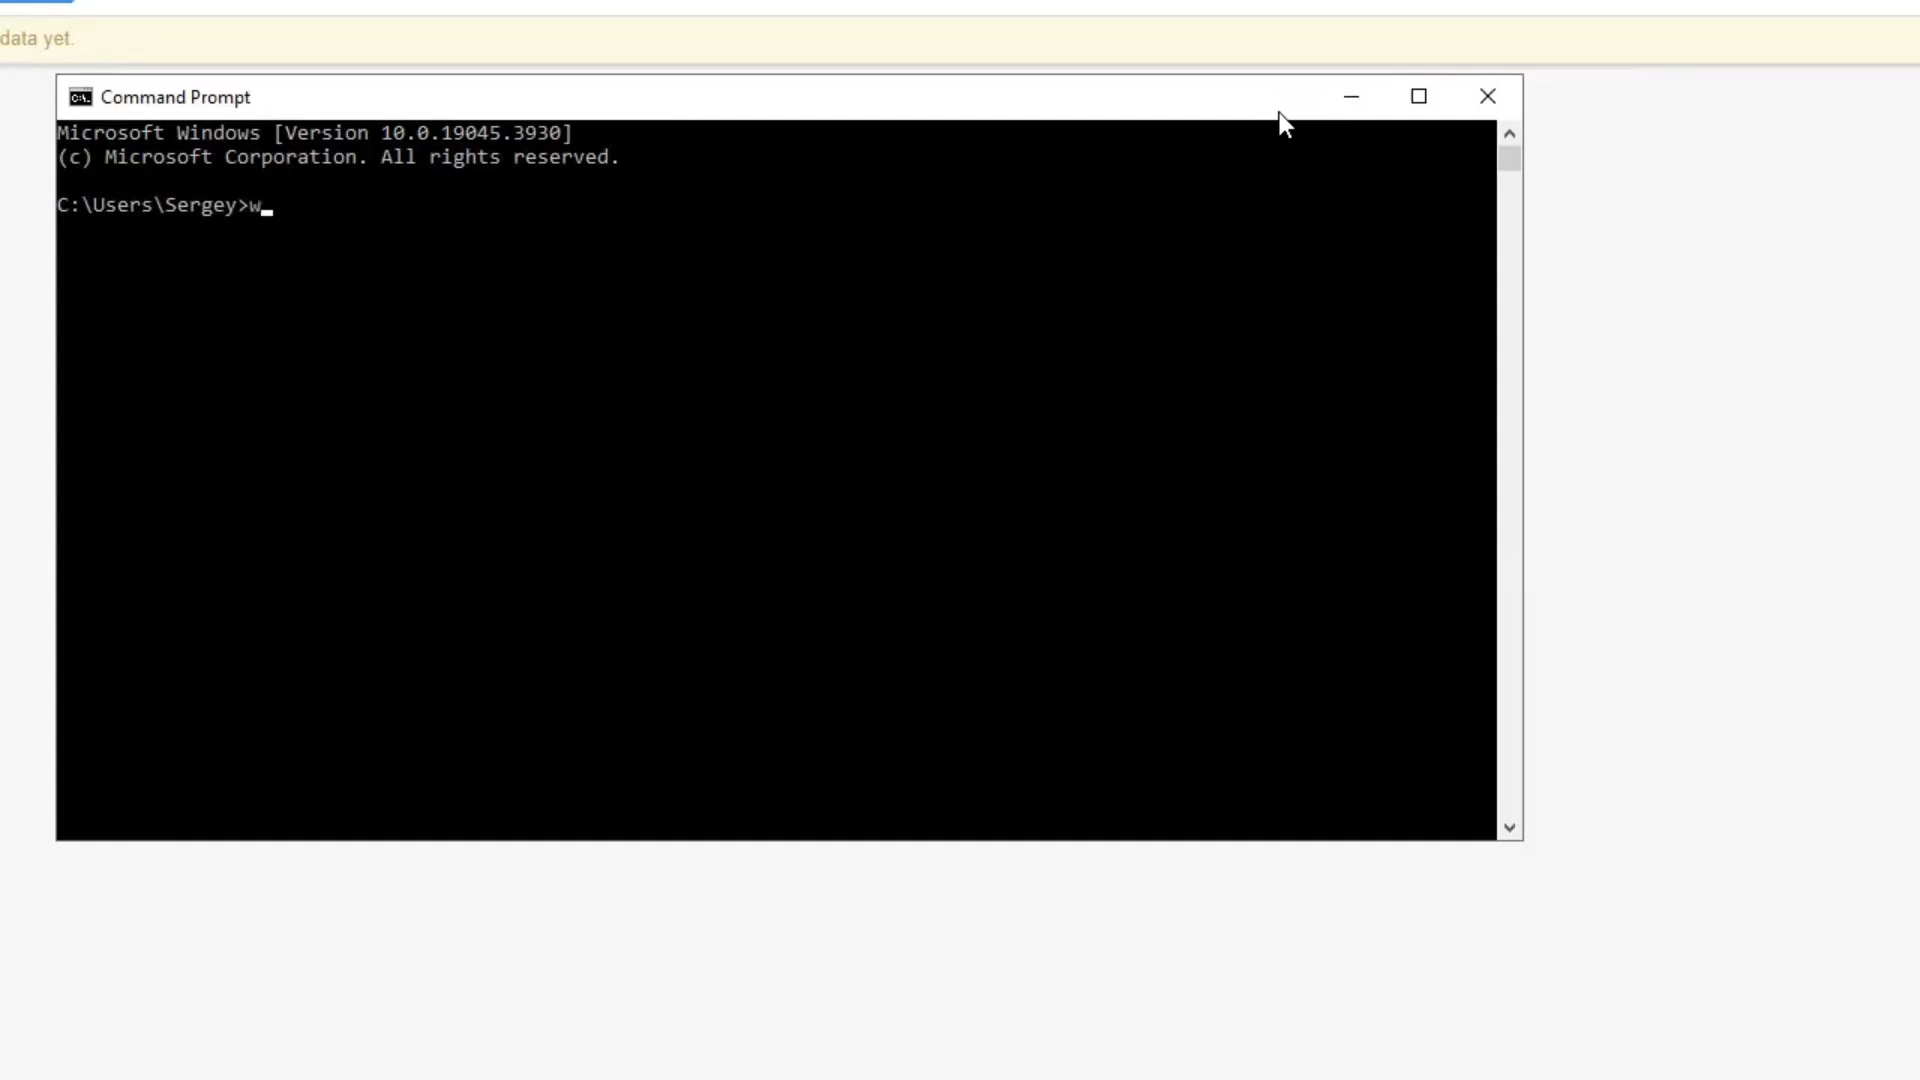 data yet.
Command Prompt
Microsoft Windows [Version 10.0.19045.3930]
(c) Microsoft Corporation. All rights reserved.
C:\Users\Sergey>w